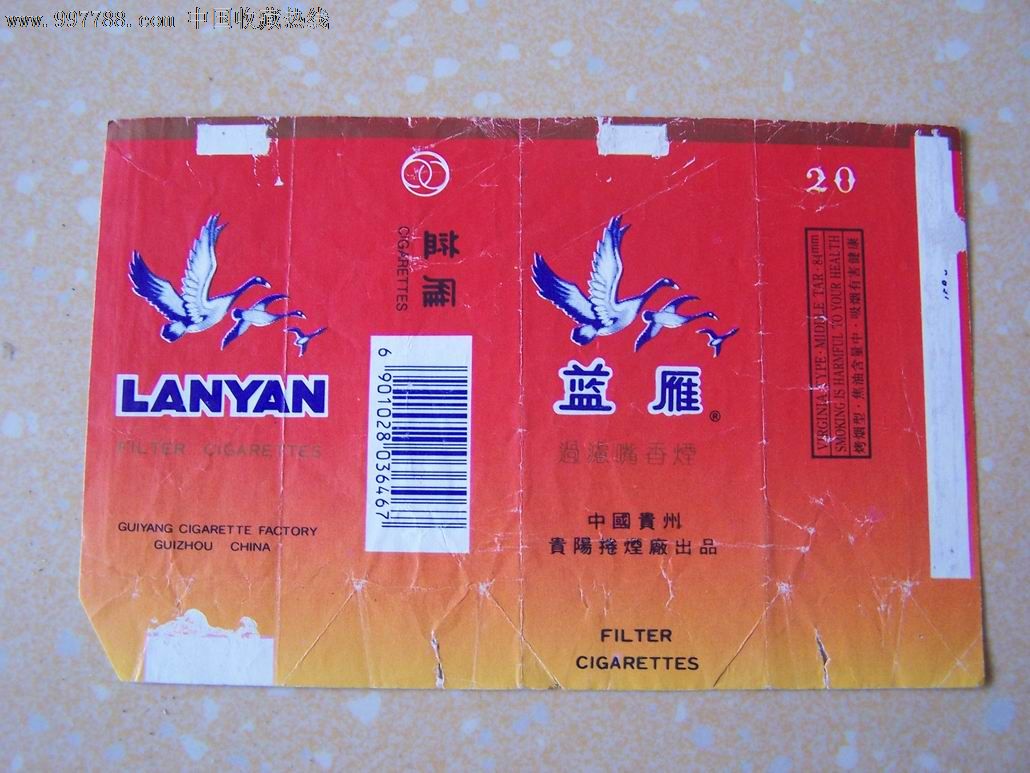 www.997788.com 中国收藏热线
LANYAN
FILTER CIGARETTES
GUIYANG CIGARETTE FACTORY
GUIZHOU CHINA
蓝雁
CIGARETTES
6 901028 036467
蓝雁®
過濾嘴香煙
中國貴州
貴陽捲煙廠出品
FILTER
CIGARETTES
20
VIRGINIA TYPE·MIDDLE TAR·84mm
SMOKING IS HARMFUL TO YOUR HEALTH
烤烟型·焦油含量中·吸烟有害健康